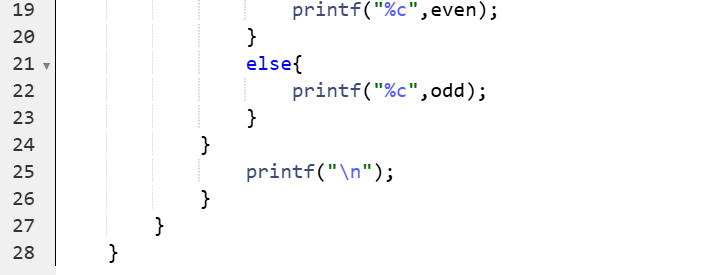 19 printf("%c",even);
20 }
21 else{
22 printf("%c",odd);
23 }
24 }
25 printf("\n");
26 }
27 }
28 }